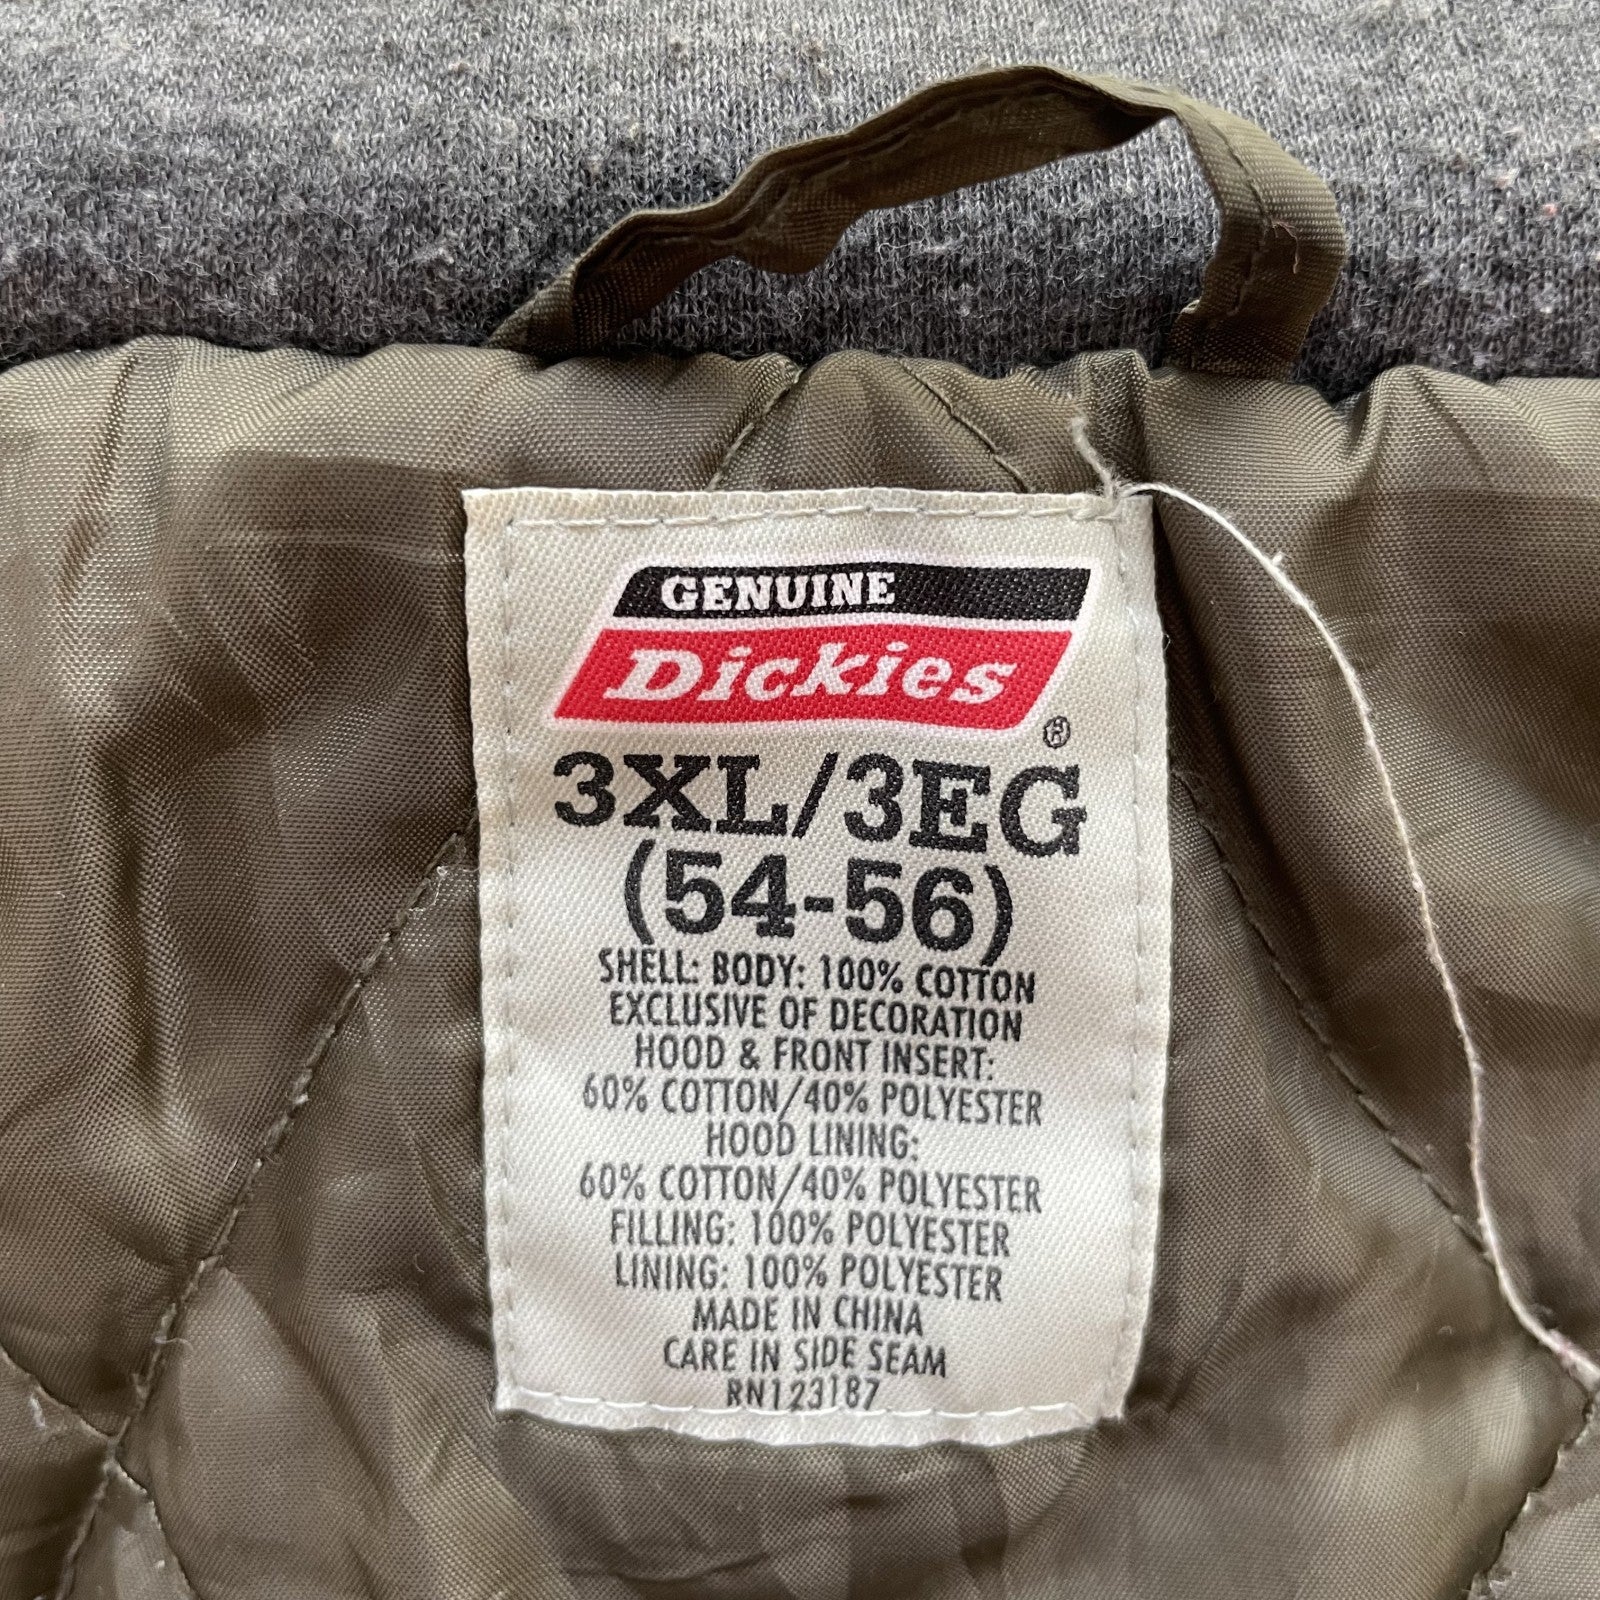 GENUINE
Dickies
®
3XL/3EG
(54-56)
SHELL: BODY: 100% COTTON
EXCLUSIVE OF DECORATION
HOOD & FRONT INSERT:
60% COTTON/40% POLYESTER
HOOD LINING:
60% COTTON/40% POLYESTER
FILLING: 100% POLYESTER
LINING: 100% POLYESTER
MADE IN CHINA
CARE IN SIDE SEAM
RN123187